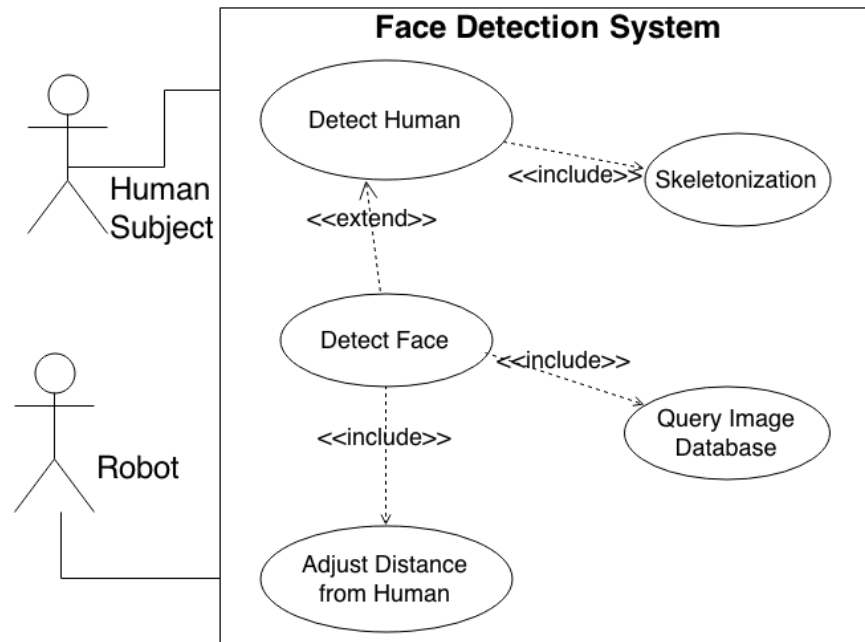 Face Detection System
Detect Human
<<include>>
Skeletonization
Human
Subject
<<extend>>
Detect Face
<<include>>
Query Image
Database
<<include>>
Robot
Adjust Distance
from Human